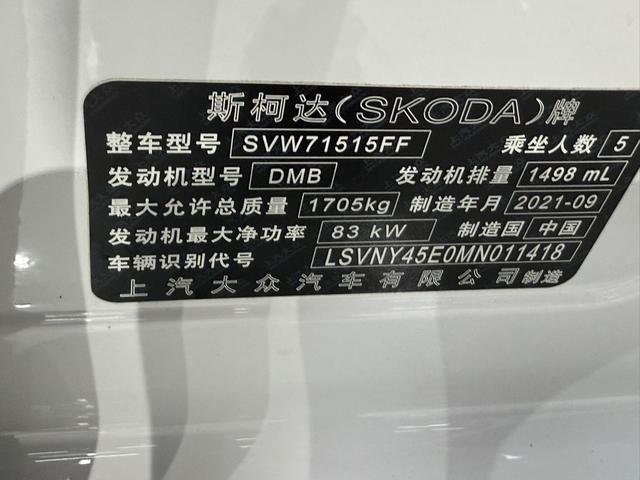 斯柯达(SKODA)牌
整车型号 SVW71515FF 乘坐人数 5
发动机型号 DMB 发动机排量 1498 mL
最大允许总质量 1705kg 制造年月 2021-09
发动机最大净功率 83 kW 制造国 中国
车辆识别代号 LSVNY45E0MN011418
上汽大众汽车有限公司制造